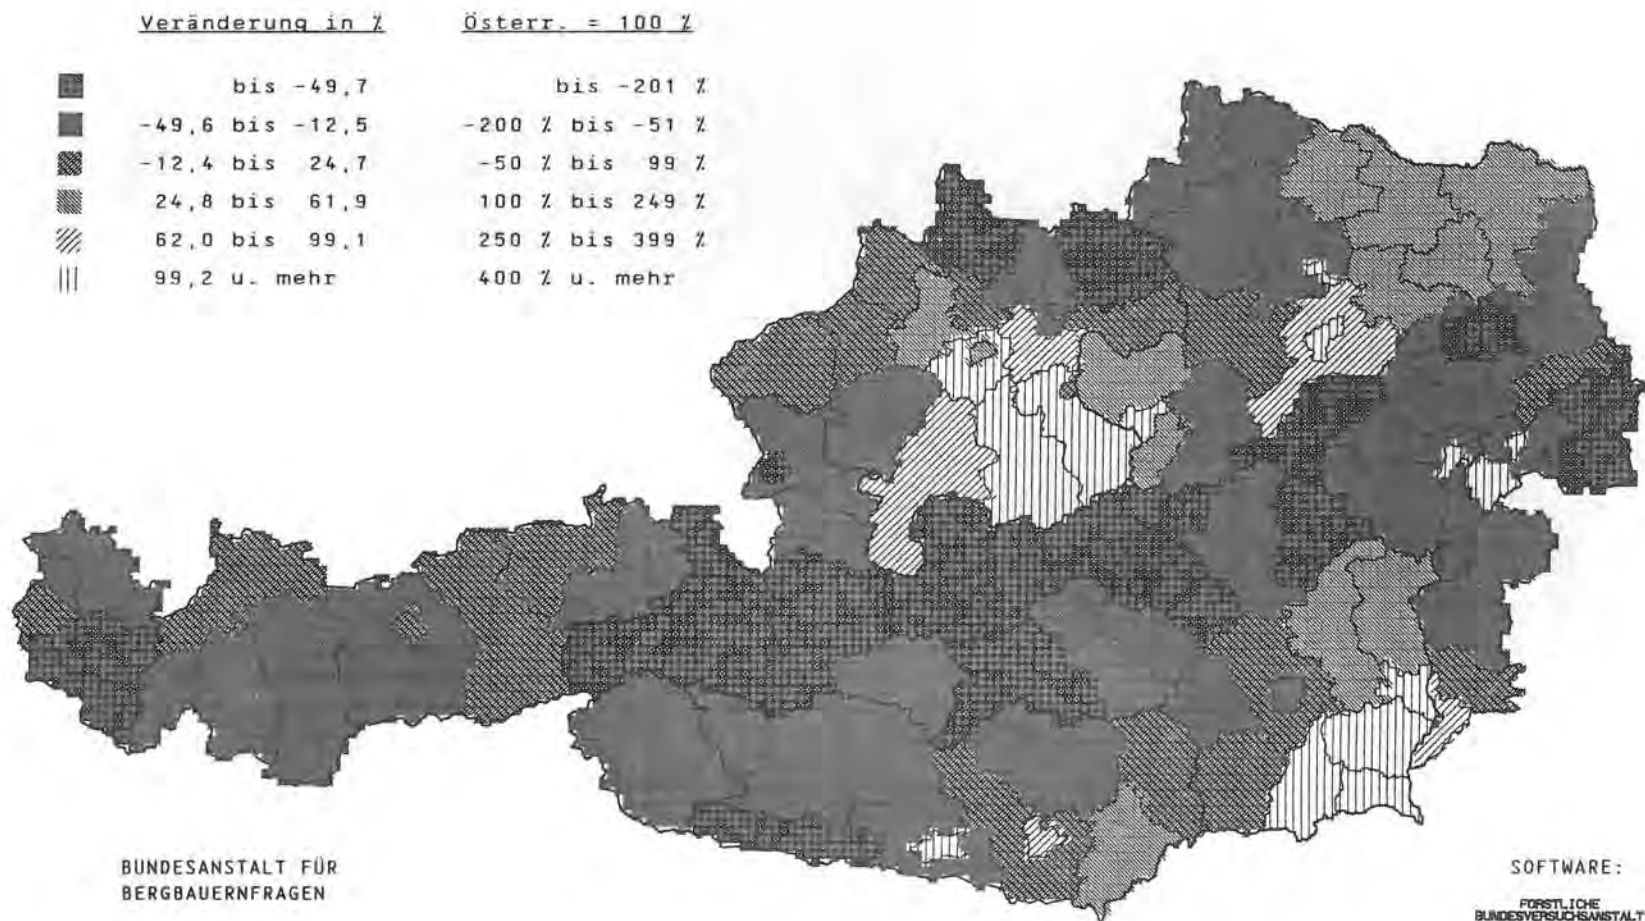 Veränderung in % Österr. = 100 %
bis -49,7 bis -201 %
-49,6 bis -12,5 -200 % bis -51 %
-12,4 bis 24,7 -50 % bis 99 %
24,8 bis 61,9 100 % bis 249 %
62,0 bis 99,1 250 % bis 399 %
99,2 u. mehr 400 % u. mehr
BUNDESANSTALT FÜR
BERGBAUERNFRAGEN
SOFTWARE:
FORSTLICHE
BUNDESVERSUCHSANSTALT